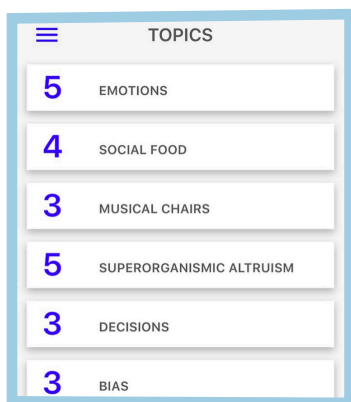 TOPICS
5 EMOTIONS
4 SOCIAL FOOD
3 MUSICAL CHAIRS
5 SUPERORGANISMIC ALTRUISM
3 DECISIONS
3 BIAS